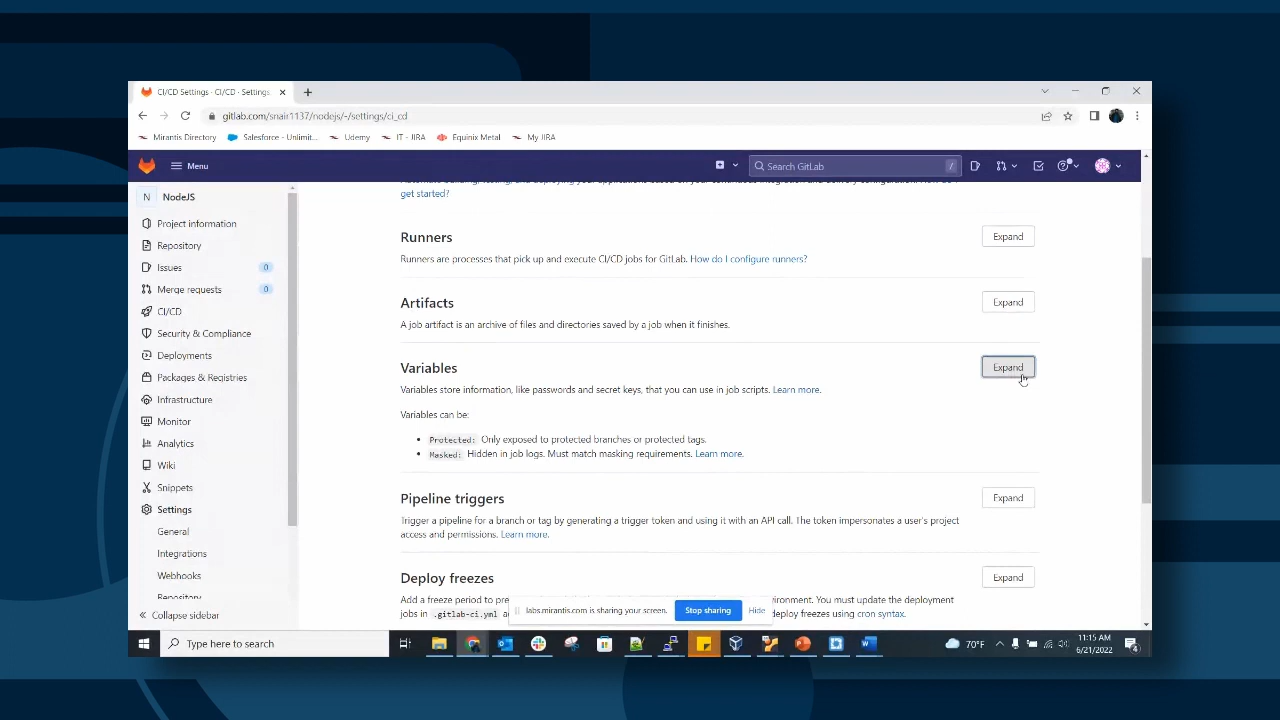 CI/CD Settings · CI/CD · Settings
gitlab.com/snair1137/nodejs/-/settings/ci_cd
Mirantis Directory
Salesforce - Unlimit...
Udemy
IT - JIRA
Equinix Metal
My JIRA
Menu
Search GitLab
/
N NodeJS
Project information
Repository
Issues 0
Merge requests 0
CI/CD
Security & Compliance
Deployments
Packages & Registries
Infrastructure
Monitor
Analytics
Wiki
Snippets
Settings
General
Integrations
Webhooks
Repository
Collapse sidebar
get started?
Runners
Expand
Runners are processes that pick up and execute CI/CD jobs for GitLab. How do I configure runners?
Artifacts
Expand
A job artifact is an archive of files and directories saved by a job when it finishes.
Variables
Expand
Variables store information, like passwords and secret keys, that you can use in job scripts. Learn more.
Variables can be:
Protected: Only exposed to protected branches or protected tags.
Masked: Hidden in job logs. Must match masking requirements. Learn more.
Pipeline triggers
Expand
Trigger a pipeline for a branch or tag by generating a trigger token and using it with an API call. The token impersonates a user's project
access and permissions. Learn more.
Deploy freezes
Expand
Add a freeze period to pre
ironment. You must update the deployment
jobs in .gitlab-ci.yml
deploy freezes using cron syntax.
labs.mirantis.com is sharing your screen.
Stop sharing
Hide
Type here to search
70°F
11:15 AM
6/21/2022
4